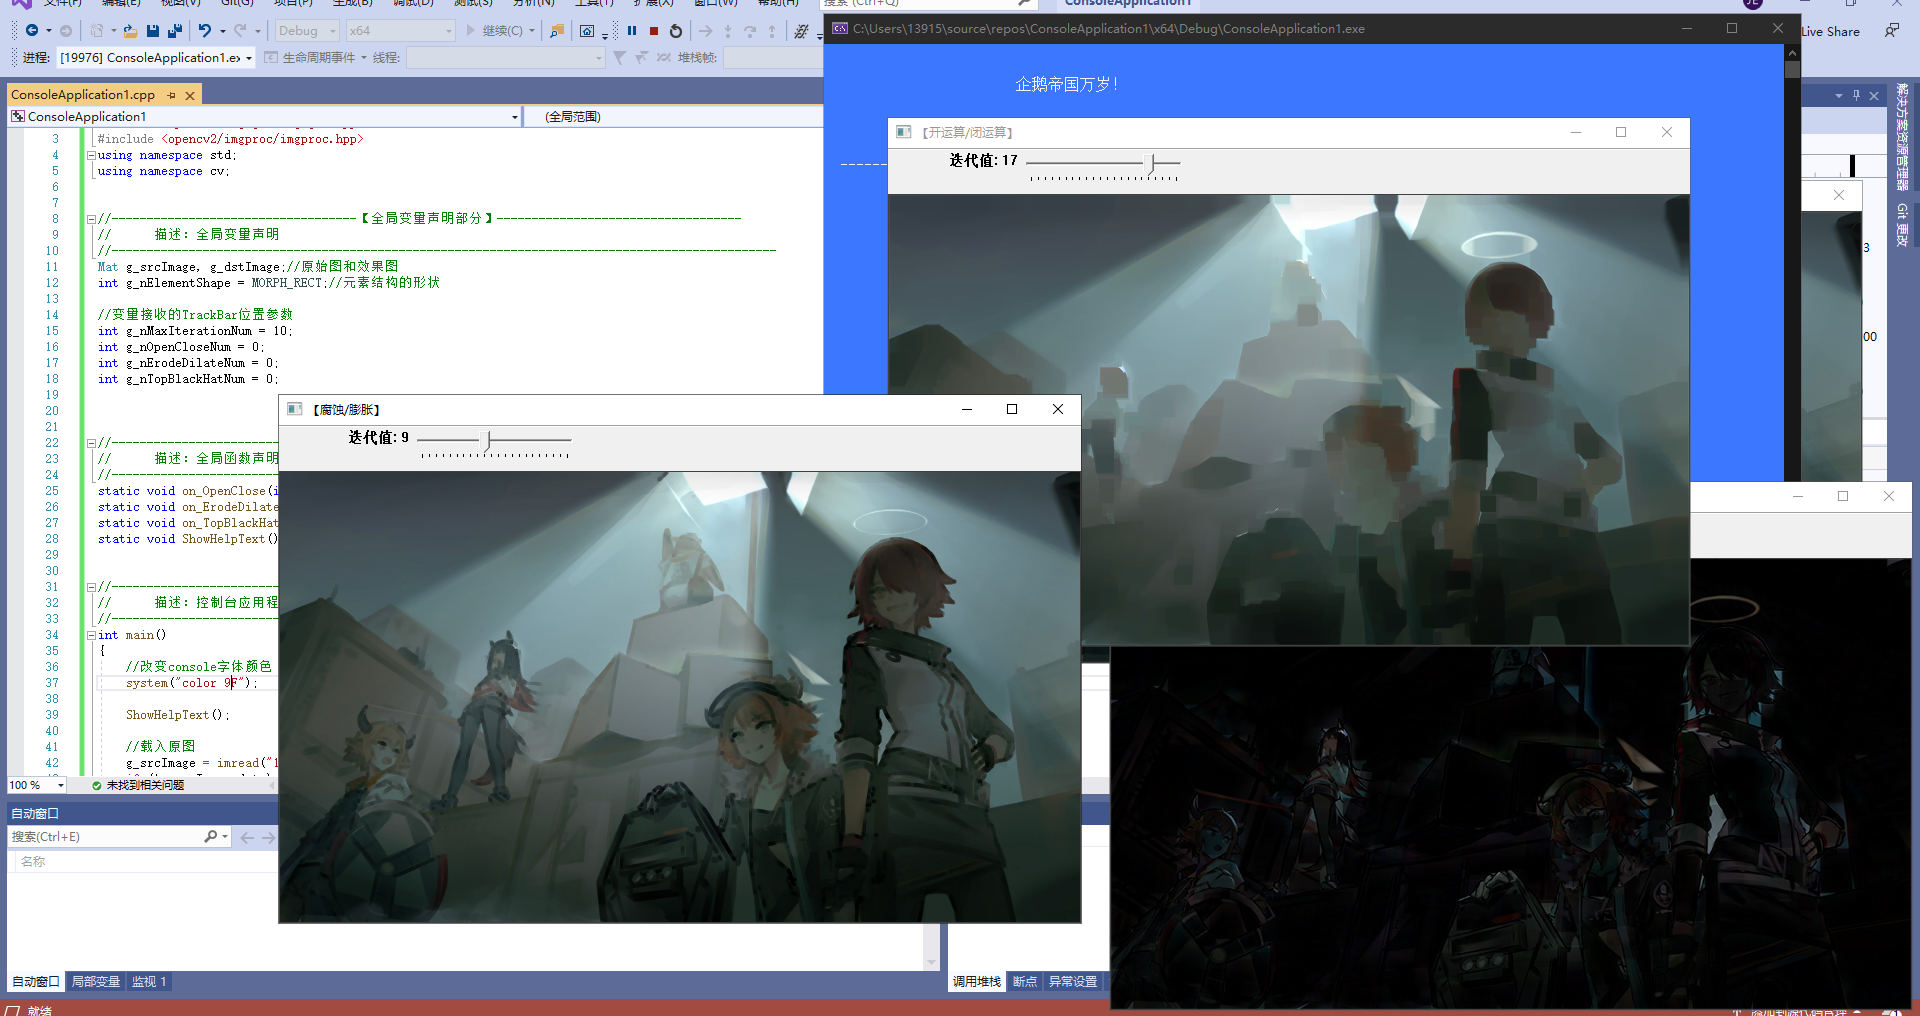 文件(F) 编辑(E) 视图(V) Git(G) 项目(P) 生成(B) 调试(D) 测试(S) 分析(N) 工具(T) 扩展(X) 窗口(W) 帮助(H) 搜索 (Ctrl+Q) ConsoleApplication1
Debug x64 继续(C) Live Share
进程: [19976] ConsoleApplication1.ex 生命周期事件 线程: 堆栈帧:
ConsoleApplication1.cpp
ConsoleApplication1 (全局范围)
3 #include <opencv2/imgproc/imgproc.hpp>
4 using namespace std;
5 using namespace cv;
6
7
8 //-----------------------------------【全局变量声明部分】-----------------------------------
9 // 描述: 全局变量声明
10 //-----------------------------------------------------------------------------------------------
11 Mat g_srcImage, g_dstImage;//原始图和效果图
12 int g_nElementShape = MORPH_RECT;//元素结构的形状
13
14 //变量接收的TrackBar位置参数
15 int g_nMaxIterationNum = 10;
16 int g_nOpenCloseNum = 0;
17 int g_nErodeDilateNum = 0;
18 int g_nTopBlackHatNum = 0;
19
20
21
22 //------------------------
23 // 描述: 全局函数声明
24 //------------------------
25 static void on_OpenClose(i
26 static void on_ErodeDilate
27 static void on_TopBlackHat
28 static void ShowHelpText()
29
30
31 //------------------------
32 // 描述: 控制台应用程
33 //------------------------
34 int main()
35 {
36 //改变console字体颜色
37 system("color 9F");
38
39 ShowHelpText();
40
41 //载入原图
42 g_srcImage = imread("1
100 % 未找到相关问题
自动窗口
搜索(Ctrl+E)
名称
自动窗口 局部变量 监视 1
调用堆栈 断点 异常设置
就绪
添加到源代码管理
C:\Users\13915\source\repos\ConsoleApplication1\x64\Debug\ConsoleApplication1.exe
企鹅帝国万岁!
-------
【开运算/闭运算】
迭代值: 17
【腐蚀/膨胀】
迭代值: 9
解决方案资源管理器
Git 更改
3
00